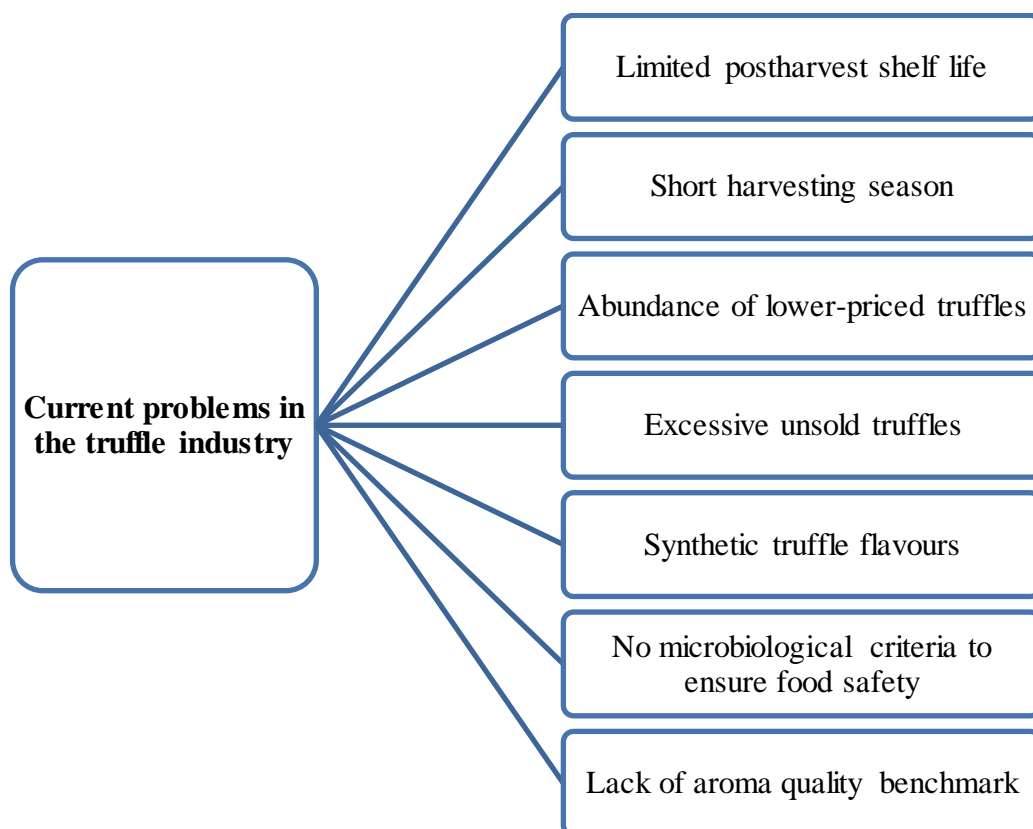 Limited postharvest shelf life
Short harvesting season
Abundance of lower-priced truffles
Current problems in
the truffle industry
Excessive unsold truffles
Synthetic truffle flavours
No microbiological criteria to
ensure food safety
Lack of aroma quality benchmark